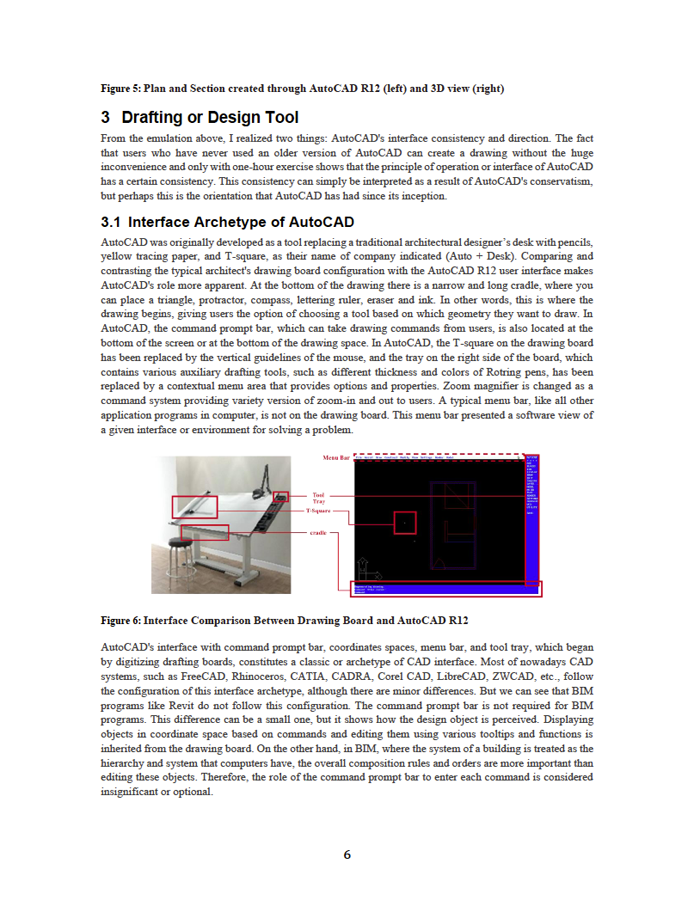 Figure 5: Plan and Section created through AutoCAD R12 (left) and 3D view (right)
3 Drafting or Design Tool
From the emulation above, I realized two things: AutoCAD's interface consistency and direction. The fact
that users who have never used an older version of AutoCAD can create a drawing without the huge
inconvenience and only with one-hour exercise shows that the principle of operation or interface of AutoCAD
has a certain consistency. This consistency can simply be interpreted as a result of AutoCAD's conservatism,
but perhaps this is the orientation that AutoCAD has had since its inception.
3.1 Interface Archetype of AutoCAD
AutoCAD was originally developed as a tool replacing a traditional architectural designer's desk with pencils,
yellow tracing paper, and T-square, as their name of company indicated (Auto + Desk). Comparing and
contrasting the typical architect's drawing board configuration with the AutoCAD R12 user interface makes
AutoCAD's role more apparent. At the bottom of the drawing there is a narrow and long cradle, where you
can place a triangle, protractor, compass, lettering ruler, eraser and ink. In other words, this is where the
drawing begins, giving users the option of choosing a tool based on which geometry they want to draw. In
AutoCAD, the command prompt bar, which can take drawing commands from users, is also located at the
bottom of the screen or at the bottom of the drawing space. In AutoCAD, the T-square on the drawing board
has been replaced by the vertical guidelines of the mouse, and the tray on the right side of the board, which
contains various auxiliary drafting tools, such as different thickness and colors of Rotring pens, has been
replaced by a contextual menu area that provides options and properties. Zoom magnifier is changed as a
command system providing variety version of zoom-in and out to users. A typical menu bar, like all other
application programs in computer, is not on the drawing board. This menu bar presented a software view of
a given interface or environment for solving a problem.
Menu Bar
Tool
Tray
T-Square
cradle
Figure 6: Interface Comparison Between Drawing Board and AutoCAD R12
AutoCAD's interface with command prompt bar, coordinates spaces, menu bar, and tool tray, which began
by digitizing drafting boards, constitutes a classic or archetype of CAD interface. Most of nowadays CAD
systems, such as FreeCAD, Rhinoceros, CATIA, CADRA, Corel CAD, LibreCAD, ZWCAD, etc., follow
the configuration of this interface archetype, although there are minor differences. But we can see that BIM
programs like Revit do not follow this configuration. The command prompt bar is not required for BIM
programs. This difference can be a small one, but it shows how the design object is perceived. Displaying
objects in coordinate space based on commands and editing them using various tooltips and functions is
inherited from the drawing board. On the other hand, in BIM, where the system of a building is treated as the
hierarchy and system that computers have, the overall composition rules and orders are more important than
editing these objects. Therefore, the role of the command prompt bar to enter each command is considered
insignificant or optional.
6